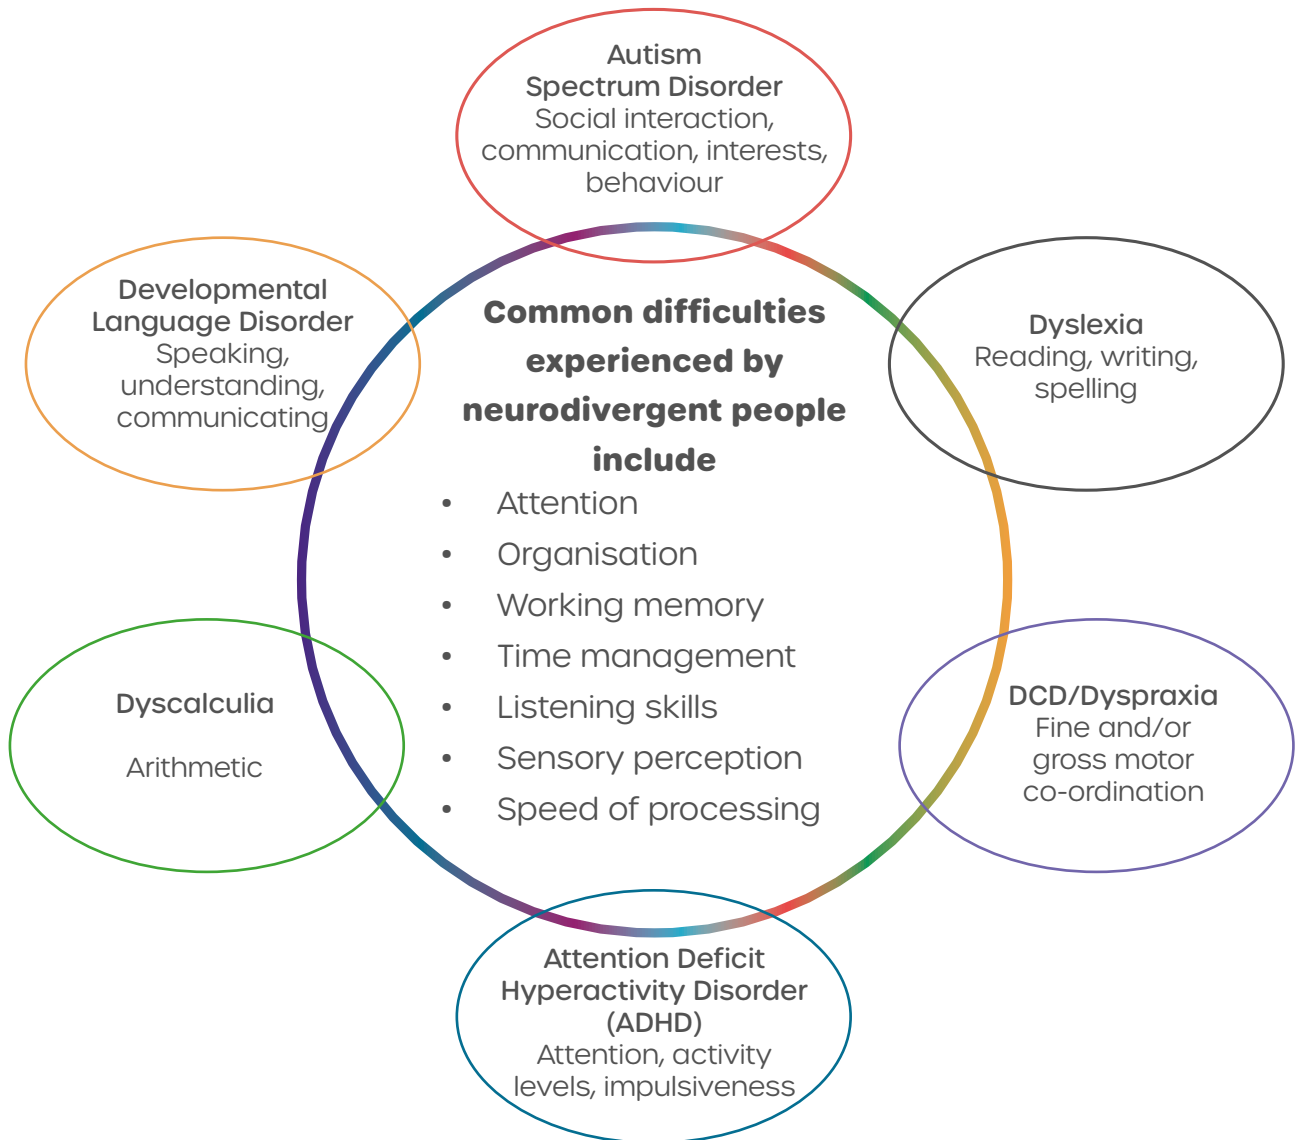 Autism
Spectrum Disorder
Social interaction,
communication, interests,
behaviour
Developmental
Language Disorder
Speaking,
understanding,
communicating
Common difficulties
experienced by
neurodivergent people
include
• Attention
• Organisation
• Working memory
• Time management
• Listening skills
• Sensory perception
• Speed of processing
Dyslexia
Reading, writing,
spelling
Dyscalculia
Arithmetic
DCD/Dyspraxia
Fine and/or
gross motor
co-ordination
Attention Deficit
Hyperactivity Disorder
(ADHD)
Attention, activity
levels, impulsiveness